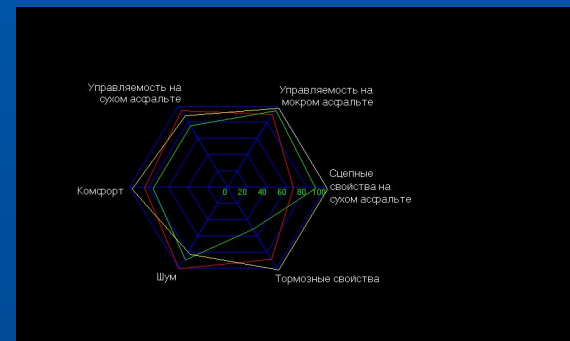 Управляемость на
сухом асфальте
Управляемость на
мокром асфальте
Сцепные
свойства на
сухом асфальте
Комфорт
0 20 40 60 80 100
Шум
Тормозные свойства